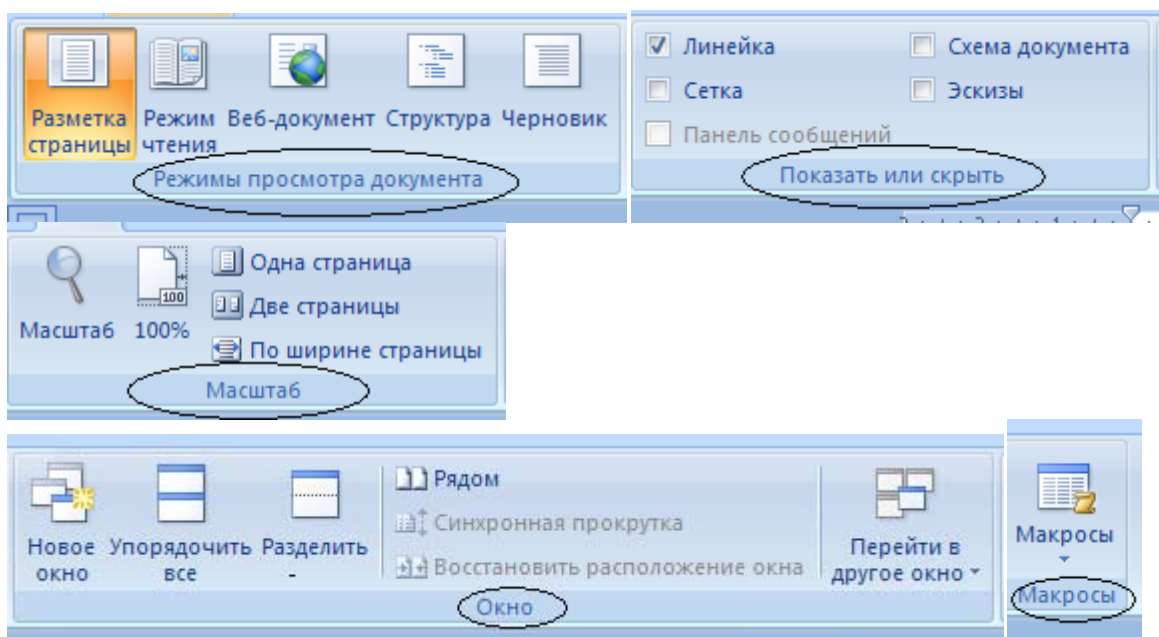 Разметка страницы
Режим чтения
Веб-документ
Структура
Черновик
Режимы просмотра документа
Линейка
Сетка
Панель сообщений
Схема документа
Эскизы
Показать или скрыть
Масштаб
100
100%
Одна страница
Две страницы
По ширине страницы
Масштаб
Новое
окно
Упорядочить
все
Разделить
-
Рядом
Синхронная прокрутка
Восстановить расположение окна
Перейти в
другое окно
Окно
Макросы
Макросы